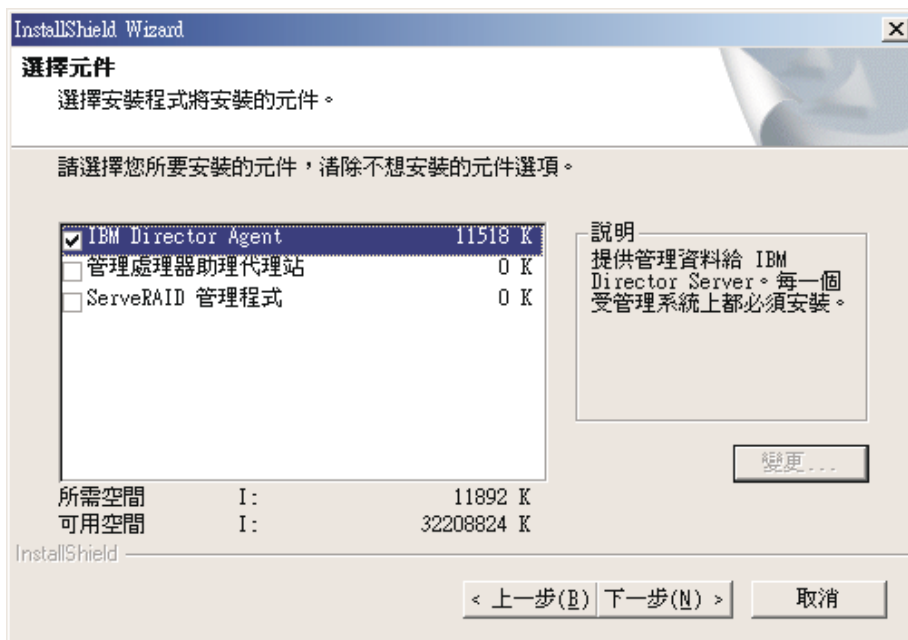 InstallShield Wizard
選擇元件
選擇安裝程式將安裝的元件。
請選擇您所要安裝的元件，清除不想安裝的元件選項。
IBM Director Agent 11518 K
管理處理器助理代理站 0 K
ServeRAID 管理程式 0 K
說明
提供管理資料給 IBM
Director Server。每一個
受管理系統上都必須安裝。
變更...
所需空間 I: 11892 K
可用空間 I: 32208824 K
InstallShield
< 上一步(B) 下一步(N) > 取消